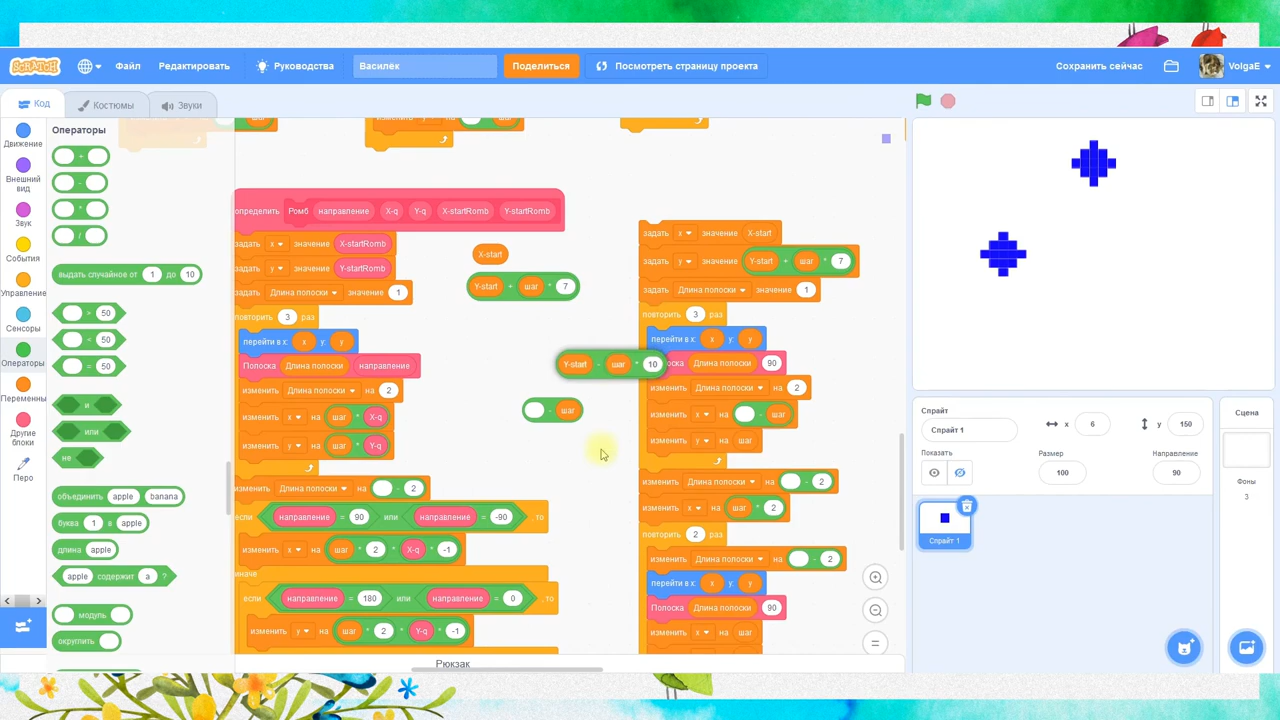 SCRATCH
Файл
Редактировать
Руководства
Василёк
Поделиться
Посмотреть страницу проекта
Сохранить сейчас
VolgaE
Код
Костюмы
Звуки
Движение
Внешний вид
Звук
События
Управление
Сенсоры
Операторы
Переменные
Другие блоки
Перо
Операторы
+
-
*
/
выдать случайное от 1 до 10
> 50
< 50
= 50
и
или
не
объединить apple banana
буква 1 в apple
длина apple
apple содержит a ?
модуль
округлить
определить Ромб направление X-q Y-q X-startRomb Y-startRomb
задать x значение X-startRomb
задать y значение Y-startRomb
задать Длина полоски значение 1
повторить 3 раз
перейти в x: x y: y
Полоска Длина полоски направление
изменить Длина полоски на 2
изменить x на шаг * X-q
изменить y на шаг * Y-q
изменить Длина полоски на - 2
если направление = 90 или направление = -90 , то
изменить x на шаг * 2 * X-q * -1
иначе
если направление = 180 или направление = 0 , то
изменить y на шаг * 2 * Y-q * -1
X-start
Y-start + шаг * 7
Y-start - шаг * 10
- шаг
задать x значение X-start
задать y значение Y-start + шаг * 7
задать Длина полоски значение 1
повторить 3 раз
перейти в x: x y: y
Длина полоски 90
изменить Длина полоски на 2
изменить x на - шаг
изменить y на шаг
изменить Длина полоски на - 2
изменить x на шаг * 2
повторить 2 раз
изменить Длина полоски на - 2
перейти в x: x y: y
Полоска Длина полоски 90
изменить x на шаг
Рюкзак
Спрайт
Спрайт 1
x 6
y 150
Показать
Размер
100
Направление
90
Спрайт 1
Сцена
Фоны
3